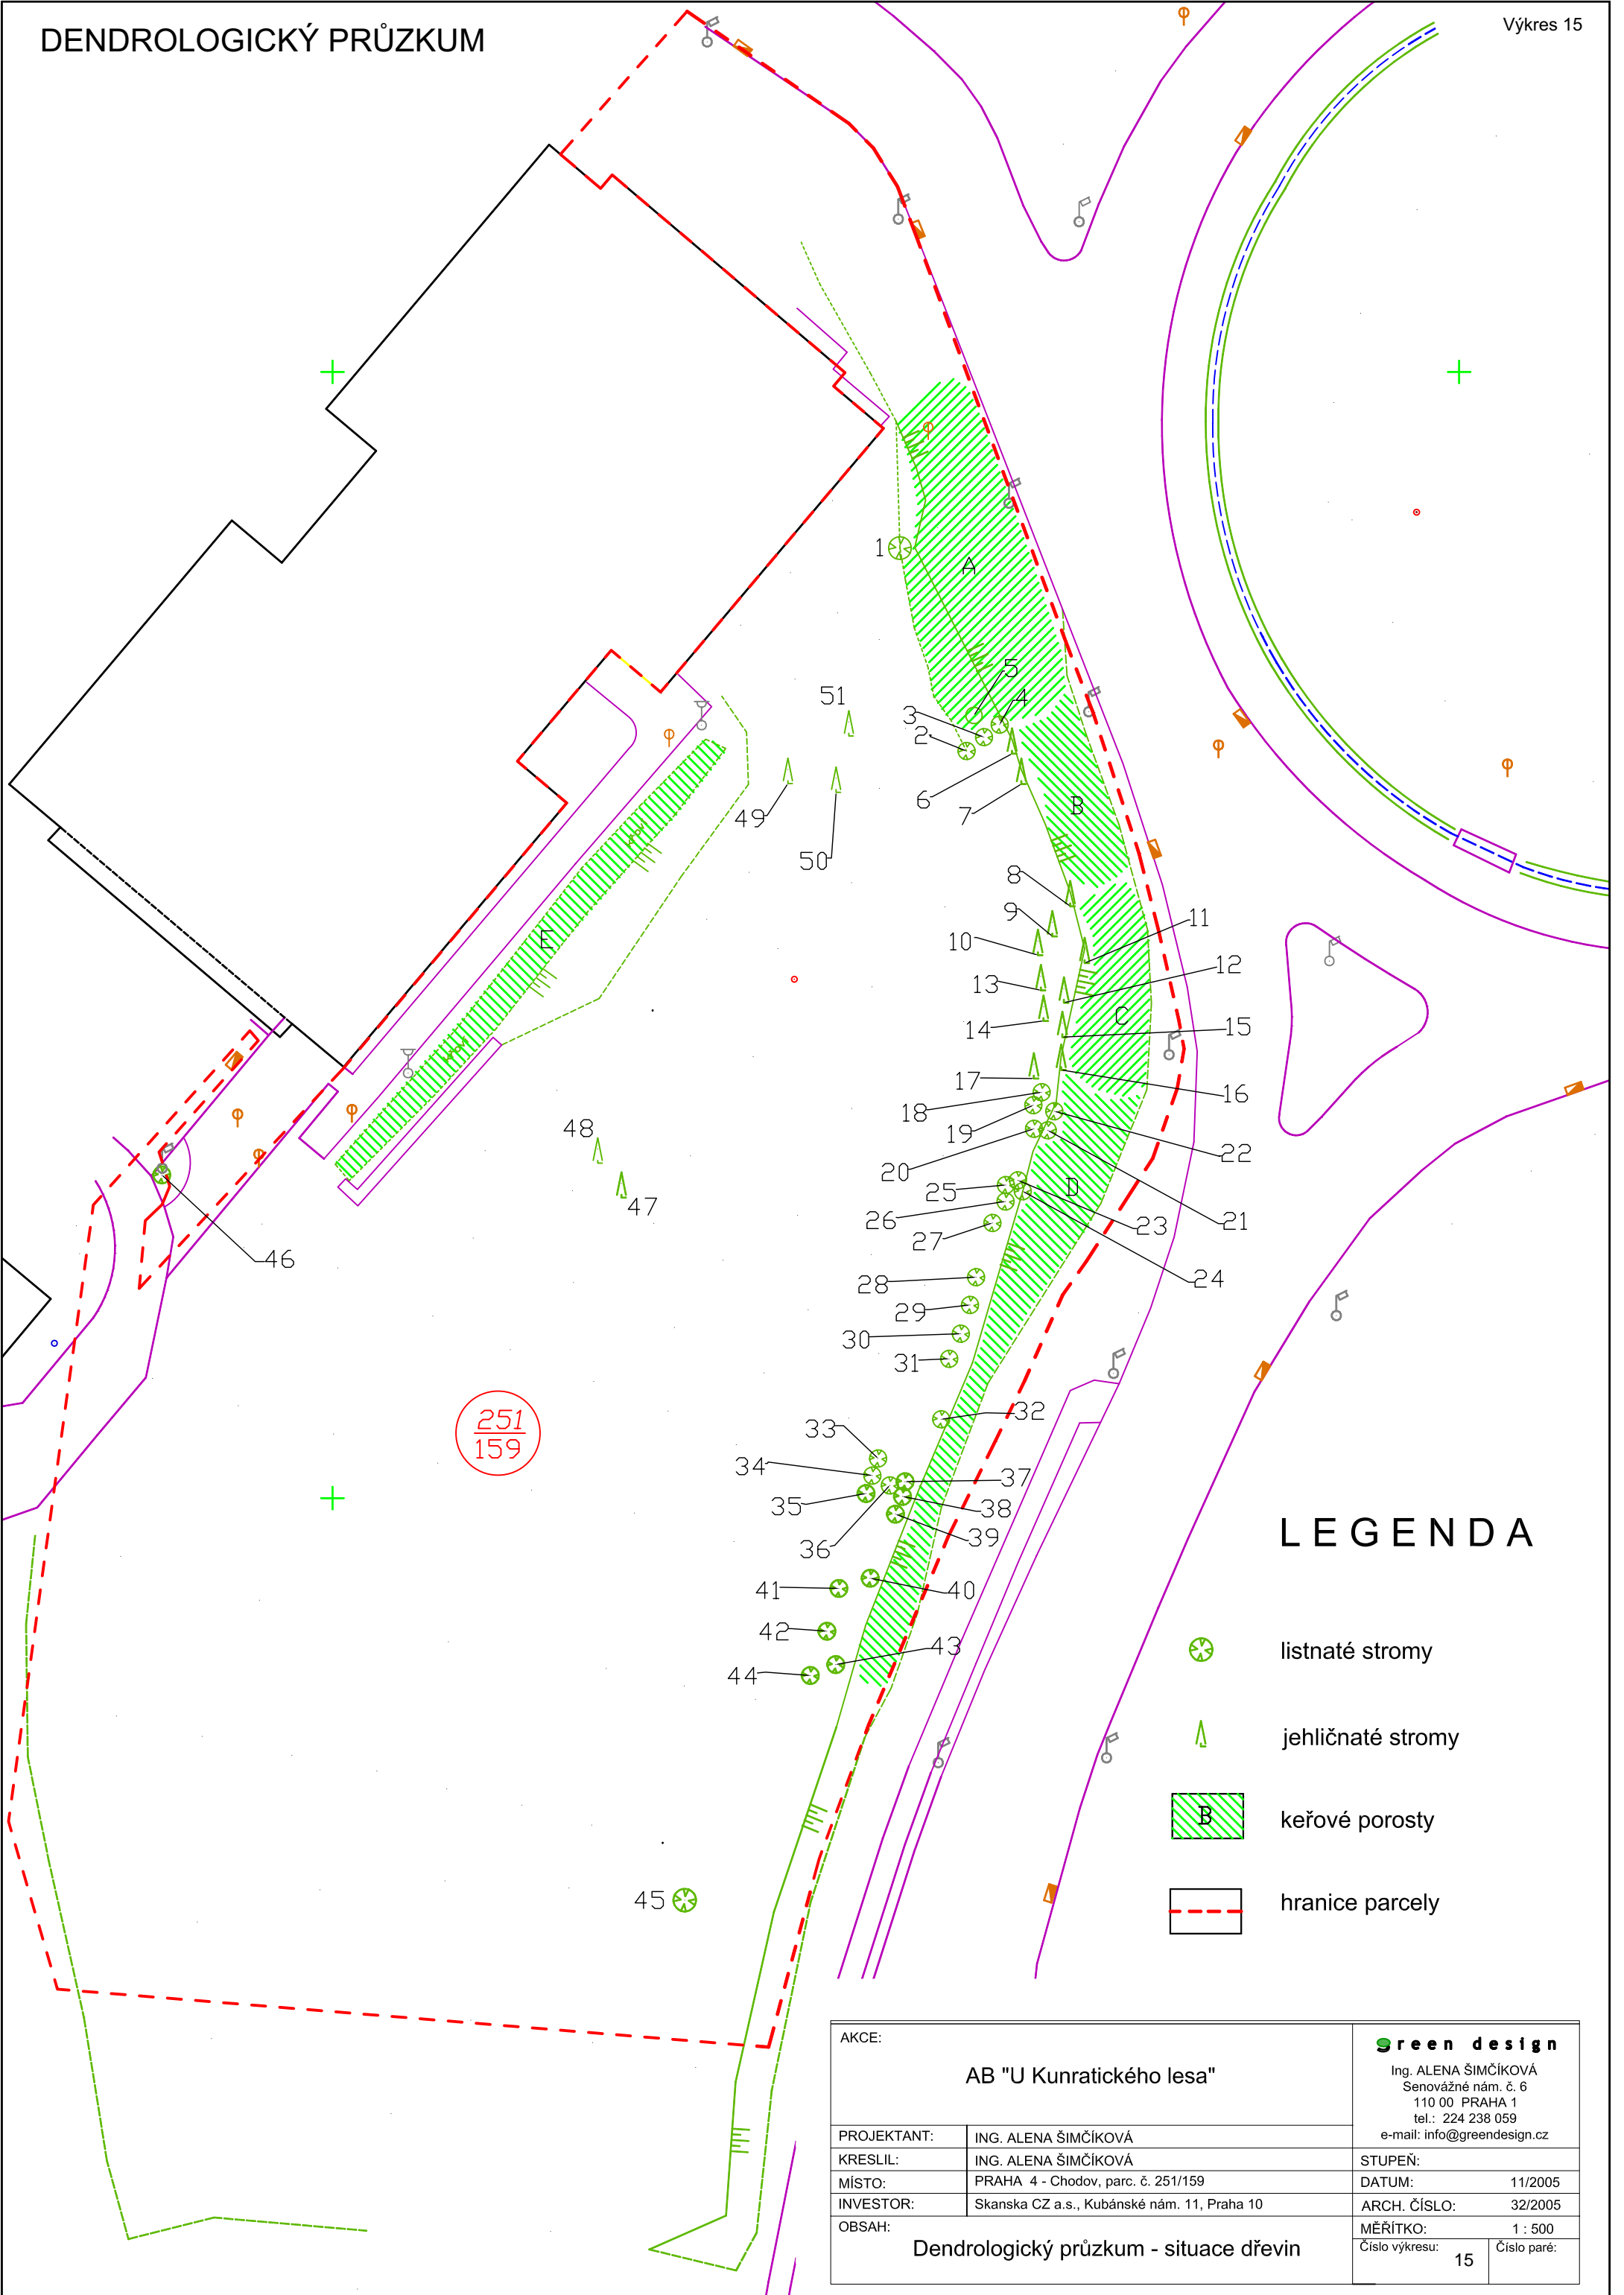 DENDROLOGICKÝ PRŮZKUM
Výkres 15
1
A
5
4
3
2
51
6
7
B
49
50
8
9
10
11
12
13
14
C
15
E
17
16
18
19
22
48
20
25
D
47
26
23
21
27
46
24
28
29
30
31
32
251
159
33
34
37
35
38
36
39
LEGENDA
41
40
42
43
44
listnaté stromy
jehličnaté stromy
B
keřové porosty
45
hranice parcely
AKCE:
AB "U Kunratického lesa"
green design
Ing. ALENA ŠIMČÍKOVÁ
Senovážné nám. č. 6
110 00 PRAHA 1
tel.: 224 238 059
e-mail: info@greendesign.cz
PROJEKTANT: ING. ALENA ŠIMČÍKOVÁ
KRESLIL: ING. ALENA ŠIMČÍKOVÁ
STUPEŇ:
MÍSTO: PRAHA 4 - Chodov, parc. č. 251/159
DATUM: 11/2005
INVESTOR: Skanska CZ a.s., Kubánské nám. 11, Praha 10
ARCH. ČÍSLO: 32/2005
OBSAH:
Dendrologický průzkum - situace dřevin
MĚŘÍTKO: 1 : 500
Číslo výkresu: 15
Číslo paré: